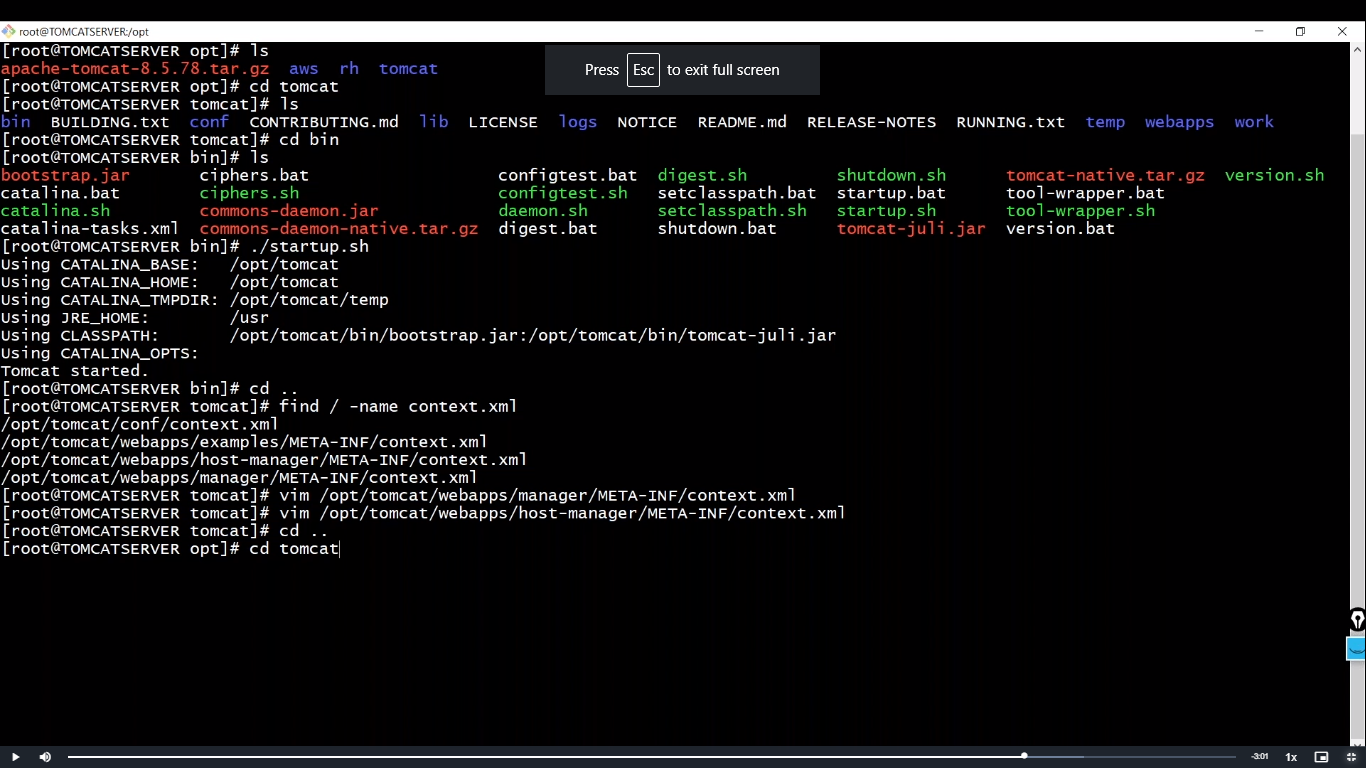 root@TOMCATSERVER:/opt
[root@TOMCATSERVER opt]# ls
Press Esc to exit full screen
apache-tomcat-8.5.78.tar.gz aws rh tomcat
[root@TOMCATSERVER opt]# cd tomcat
[root@TOMCATSERVER tomcat]# ls
bin BUILDING.txt conf CONTRIBUTING.md lib LICENSE logs NOTICE README.md RELEASE-NOTES RUNNING.txt temp webapps work
[root@TOMCATSERVER tomcat]# cd bin
[root@TOMCATSERVER bin]# ls
bootstrap.jar ciphers.bat configtest.bat digest.sh shutdown.sh tomcat-native.tar.gz version.sh
catalina.bat ciphers.sh configtest.sh setclasspath.bat startup.bat tool-wrapper.bat
catalina.sh commons-daemon.jar daemon.sh setclasspath.sh startup.sh tool-wrapper.sh
catalina-tasks.xml commons-daemon-native.tar.gz digest.bat shutdown.bat tomcat-juli.jar version.bat
[root@TOMCATSERVER bin]# ./startup.sh
Using CATALINA_BASE: /opt/tomcat
Using CATALINA_HOME: /opt/tomcat
Using CATALINA_TMPDIR: /opt/tomcat/temp
Using JRE_HOME: /usr
Using CLASSPATH: /opt/tomcat/bin/bootstrap.jar:/opt/tomcat/bin/tomcat-juli.jar
Using CATALINA_OPTS:
Tomcat started.
[root@TOMCATSERVER bin]# cd ..
[root@TOMCATSERVER tomcat]# find / -name context.xml
/opt/tomcat/conf/context.xml
/opt/tomcat/webapps/examples/META-INF/context.xml
/opt/tomcat/webapps/host-manager/META-INF/context.xml
/opt/tomcat/webapps/manager/META-INF/context.xml
[root@TOMCATSERVER tomcat]# vim /opt/tomcat/webapps/manager/META-INF/context.xml
[root@TOMCATSERVER tomcat]# vim /opt/tomcat/webapps/host-manager/META-INF/context.xml
[root@TOMCATSERVER tomcat]# cd ..
[root@TOMCATSERVER opt]# cd tomcat
-3:01 1x